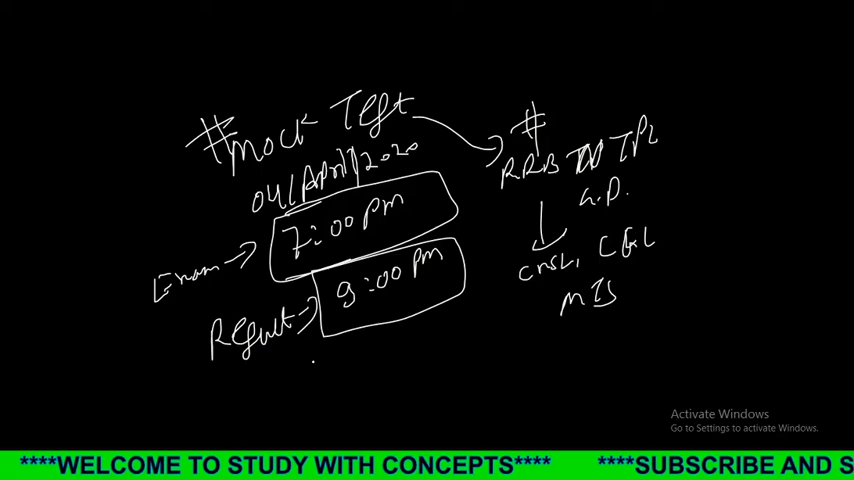 #mock Test
04/April/2020
Exam → 7:00 pm
Result → 9:00 pm
#
RRB
G.D.
CHSL, CGL
MTS
Activate Windows
Go to Settings to activate Windows.
****WELCOME TO STUDY WITH CONCEPTS**** ****SUBSCRIBE AND S